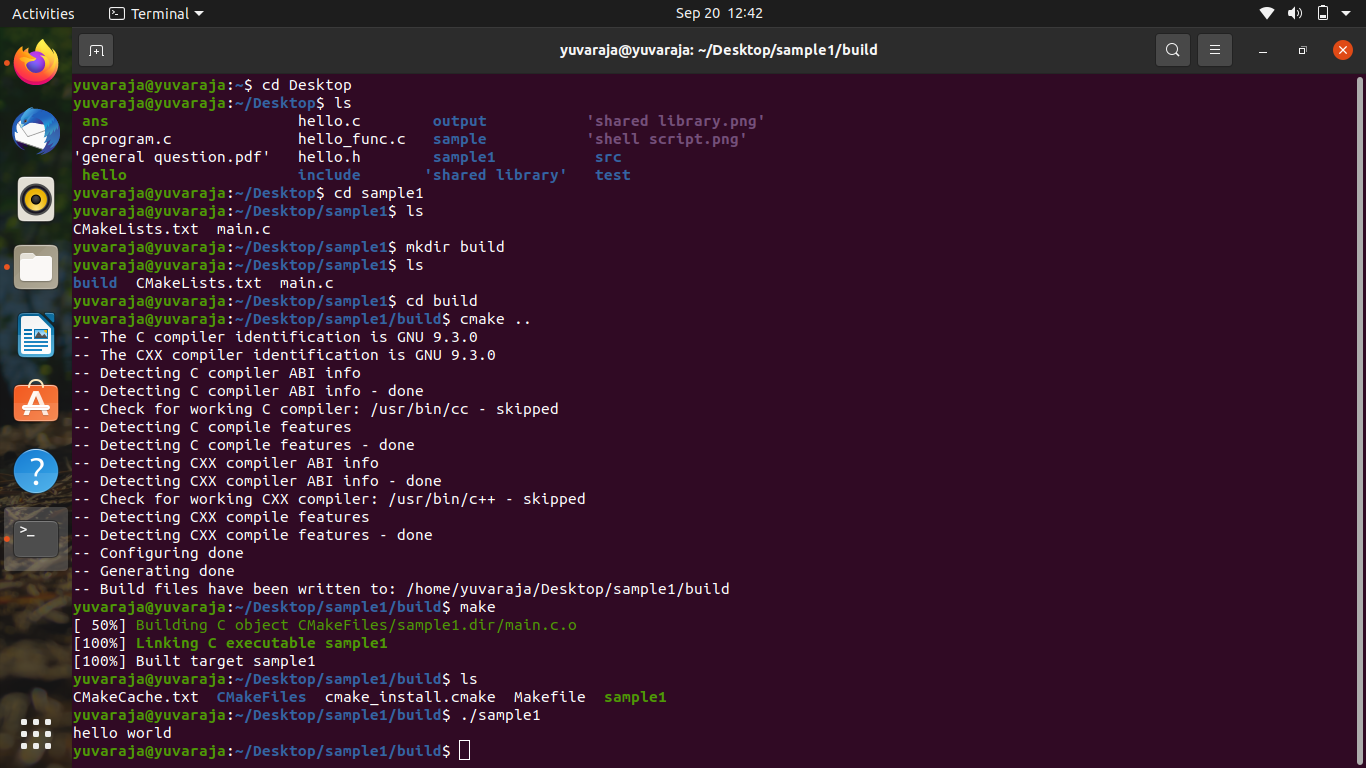 Activities Terminal Sep 20 12:42
yuvaraja@yuvaraja: ~/Desktop/sample1/build
yuvaraja@yuvaraja:~$ cd Desktop
yuvaraja@yuvaraja:~/Desktop$ ls
ans hello.c output 'shared library.png'
cprogram.c hello_func.c sample 'shell script.png'
'general question.pdf' hello.h sample1 src
hello include 'shared library' test
yuvaraja@yuvaraja:~/Desktop$ cd sample1
yuvaraja@yuvaraja:~/Desktop/sample1$ ls
CMakeLists.txt main.c
yuvaraja@yuvaraja:~/Desktop/sample1$ mkdir build
yuvaraja@yuvaraja:~/Desktop/sample1$ ls
build CMakeLists.txt main.c
yuvaraja@yuvaraja:~/Desktop/sample1$ cd build
yuvaraja@yuvaraja:~/Desktop/sample1/build$ cmake ..
-- The C compiler identification is GNU 9.3.0
-- The CXX compiler identification is GNU 9.3.0
-- Detecting C compiler ABI info
-- Detecting C compiler ABI info - done
-- Check for working C compiler: /usr/bin/cc - skipped
-- Detecting C compile features
-- Detecting C compile features - done
-- Detecting CXX compiler ABI info
-- Detecting CXX compiler ABI info - done
-- Check for working CXX compiler: /usr/bin/c++ - skipped
-- Detecting CXX compile features
-- Detecting CXX compile features - done
-- Configuring done
-- Generating done
-- Build files have been written to: /home/yuvaraja/Desktop/sample1/build
yuvaraja@yuvaraja:~/Desktop/sample1/build$ make
[ 50%] Building C object CMakeFiles/sample1.dir/main.c.o
[100%] Linking C executable sample1
[100%] Built target sample1
yuvaraja@yuvaraja:~/Desktop/sample1/build$ ls
CMakeCache.txt CMakeFiles cmake_install.cmake Makefile sample1
yuvaraja@yuvaraja:~/Desktop/sample1/build$ ./sample1
hello world
yuvaraja@yuvaraja:~/Desktop/sample1/build$